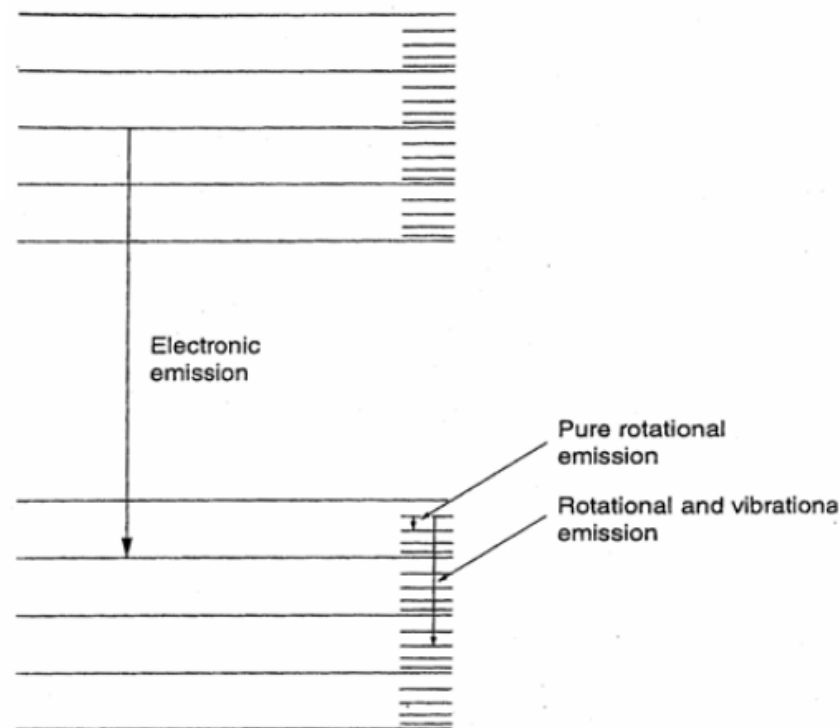 Electronic
emission
Pure rotational
emission
Rotational and vibrationa
emission